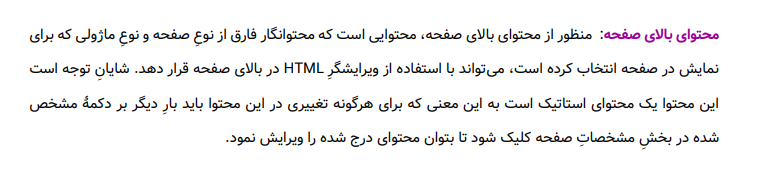 محتوای بالای صفحه: منظور از محتوای بالای صفحه، محتوایی است که محتوانگار فارق از نوعِ صفحه و نوعِ ماژولی که برای
نمایش در صفحه انتخاب کرده است، می‌تواند با استفاده از ویرایشگرِ HTML در بالای صفحه قرار دهد. شایانِ توجه است
این محتوا یک محتوای استاتیک است به این معنی که برای هرگونه تغییری در این محتوا باید بارِ دیگر بر دکمهٔ مشخص
شده در بخشِ مشخصاتِ صفحه کلیک شود تا بتوان محتوای درج شده را ویرایش نمود.